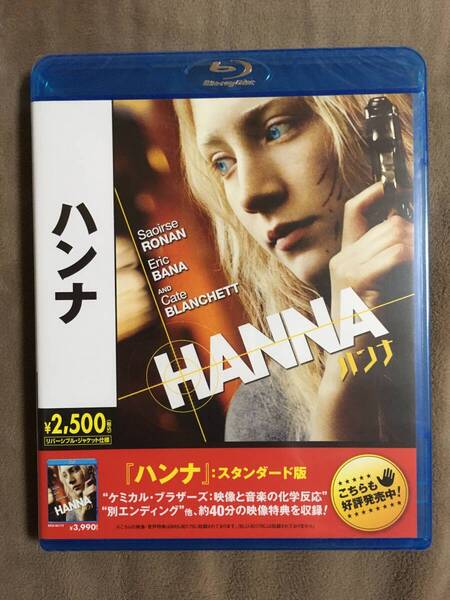 Blu-ray Disc
ハンナ
Saoirse
RONAN
Eric
BANA
AND
Cate
BLANCHETT
HANNA
ハンナ
¥2,500(税込)
リバーシブル・ジャケット仕様
『ハンナ』:スタンダード版
“ケミカル・ブラザーズ:映像と音楽の化学反応”
“別エンディング”他、約40分の映像特典を収録!
こちらも
好評発売中!
HANNA
¥3,990